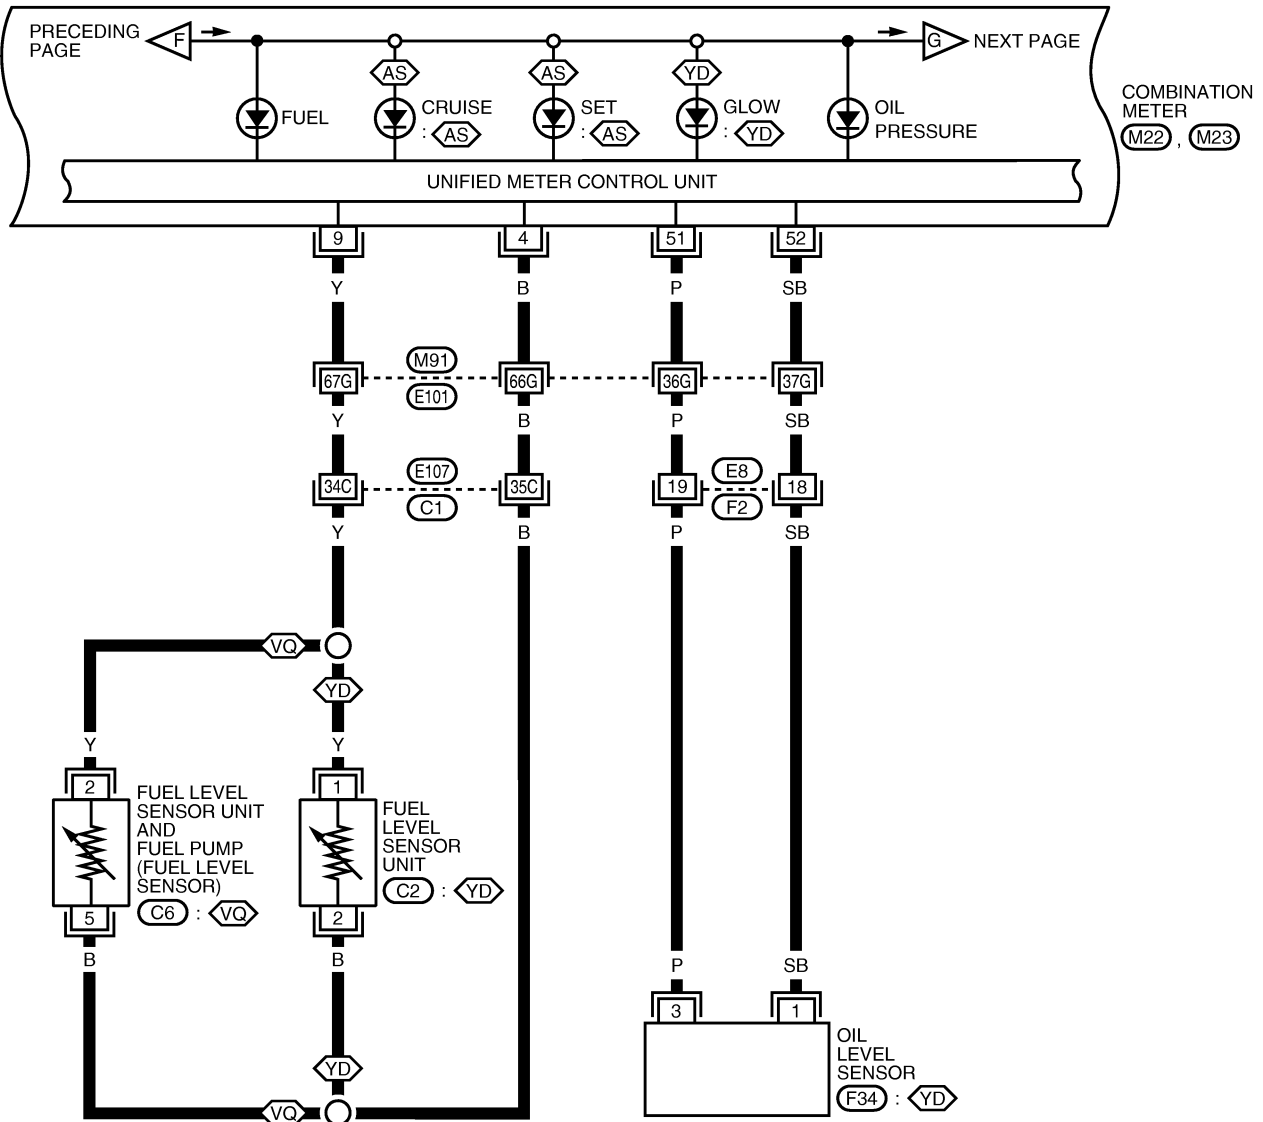 PRECEDING
PAGE
F
G
NEXT PAGE
AS
AS
YD
FUEL
CRUISE
: AS
SET
: AS
GLOW
: YD
OIL
PRESSURE
COMBINATION
METER
M22 , M23
UNIFIED METER CONTROL UNIT
9 4 51 52
Y B P SB
M91
67G 66G 36G 37G
E101
Y B P SB
E107 E8
34C 35C 19 18
C1 F2
Y B P SB
VQ
YD
Y Y
2 1
FUEL LEVEL
SENSOR UNIT
AND
FUEL PUMP
(FUEL LEVEL
SENSOR)
C6 : VQ
FUEL
LEVEL
SENSOR
UNIT
C2 : YD
5 2
B B P SB
3 1
OIL
LEVEL
SENSOR
F34 : YD
YD
VQ